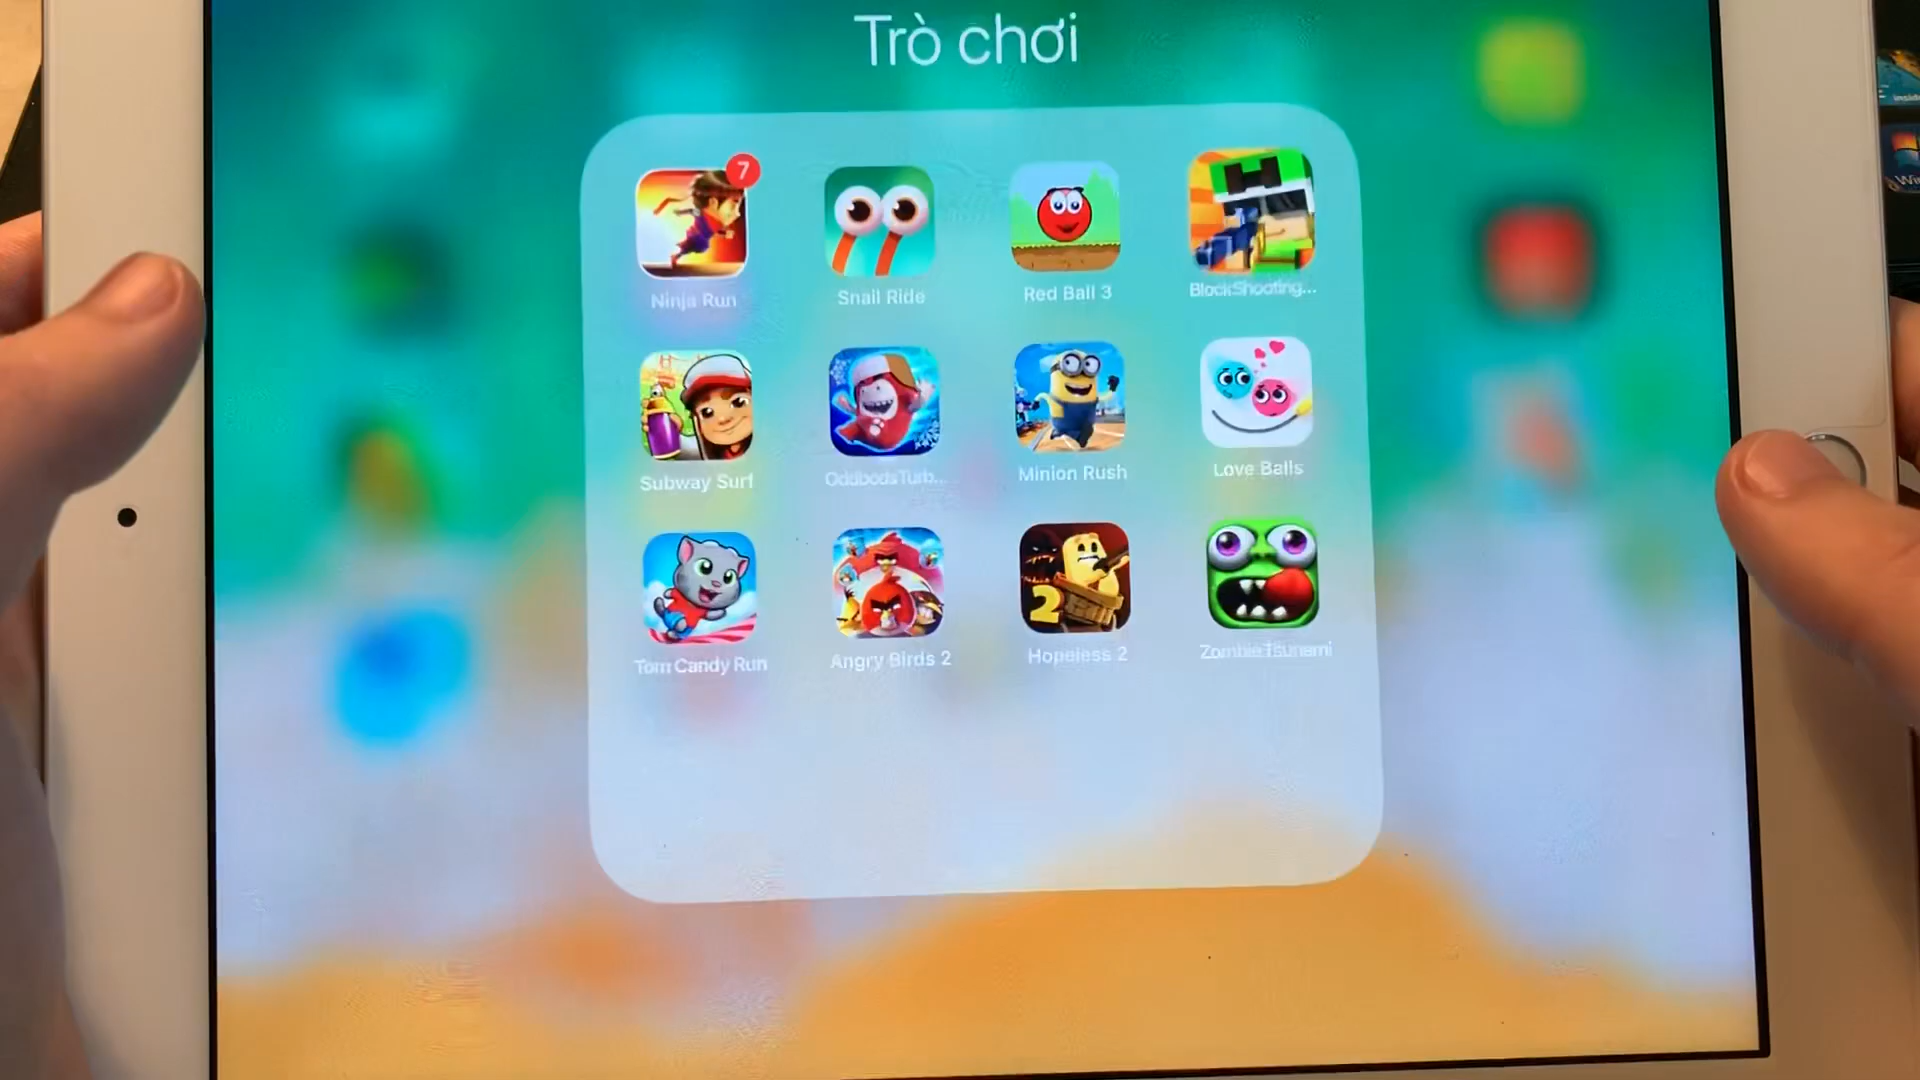 Trò chơi
7
Ninja Run
Snail Ride
Red Ball 3
BlockShooting...
Subway Surf
OddbodsTurb...
Minion Rush
Love Balls
2
Tom Candy Run
Angry Birds 2
Hopeless 2
Zombie Tsunami